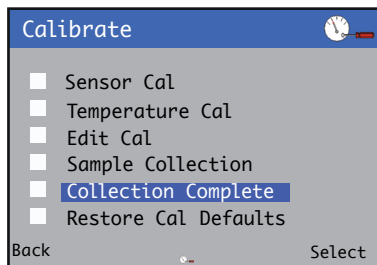 Calibrate
Sensor Cal
Temperature Cal
Edit Cal
Sample Collection
Collection Complete
Restore Cal Defaults
Back Select